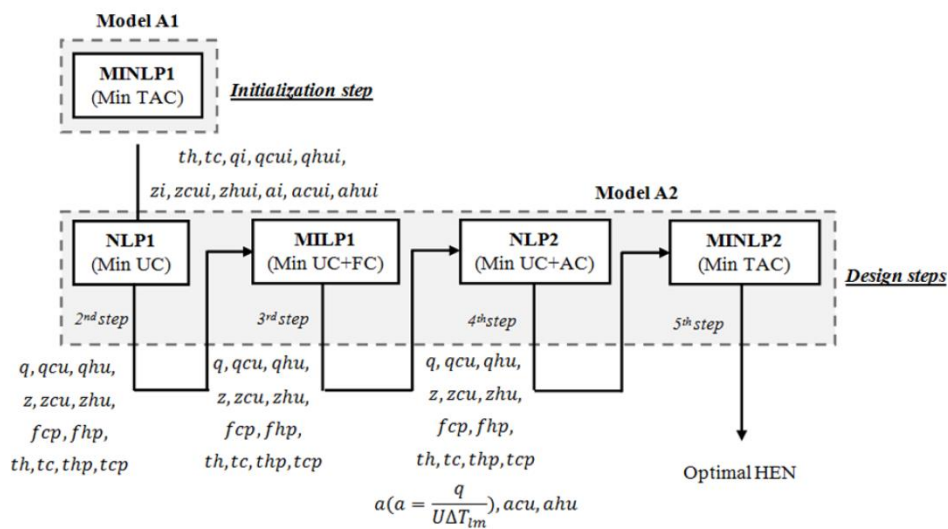 Model A1
MINLP1
(Min TAC)
Initialization step
th, tc, qi, qcui, qhui,
zi, zcui, zhui, ai, acui, ahui
Model A2
NLP1
(Min UC)
MILP1
(Min UC+FC)
NLP2
(Min UC+AC)
MINLP2
(Min TAC)
Design steps
2nd step
3rd step
4th step
5th step
q, qcu, qhu,
z, zcu, zhu,
fcp, fhp,
th, tc, thp, tcp
q, qcu, qhu,
z, zcu, zhu,
fcp, fhp,
th, tc, thp, tcp
q, qcu, qhu,
z, zcu, zhu,
fcp, fhp,
th, tc, thp, tcp
a(a = q / UΔTlm), acu, ahu
Optimal HEN